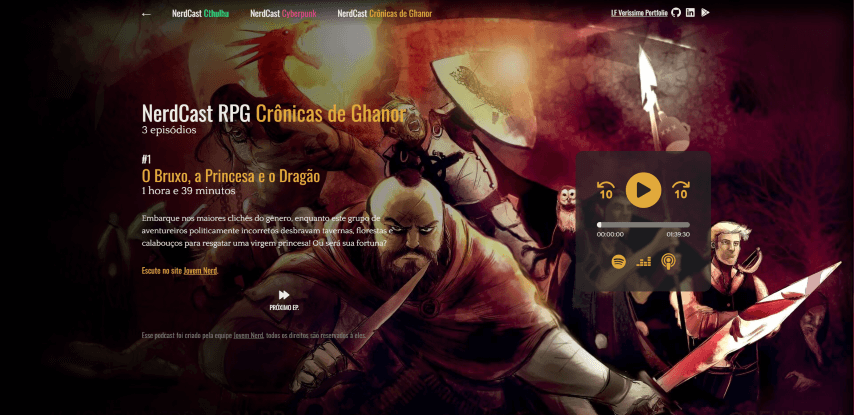 ←
NerdCast Cthulhu
NerdCast Cyberpunk
NerdCast Crônicas de Ghanor
LF Veríssimo Portfolio
NerdCast RPG Crônicas de Ghanor
3 episódios
#1
O Bruxo, a Princesa e o Dragão
1 hora e 39 minutos
Embarque nos maiores clichês do gênero, enquanto este grupo de
aventureiros politicamente incorretos desbravam tavernas, florestas e
calabouços para resgatar uma virgem princesa! Ou será sua fortuna?
Escute no site Jovem Nerd.
PRÓXIMO EP.
Esse podcast foi criado pela equipe Jovem Nerd, todos os direitos são reservados à eles.
10
10
00:00:00
01:39:30